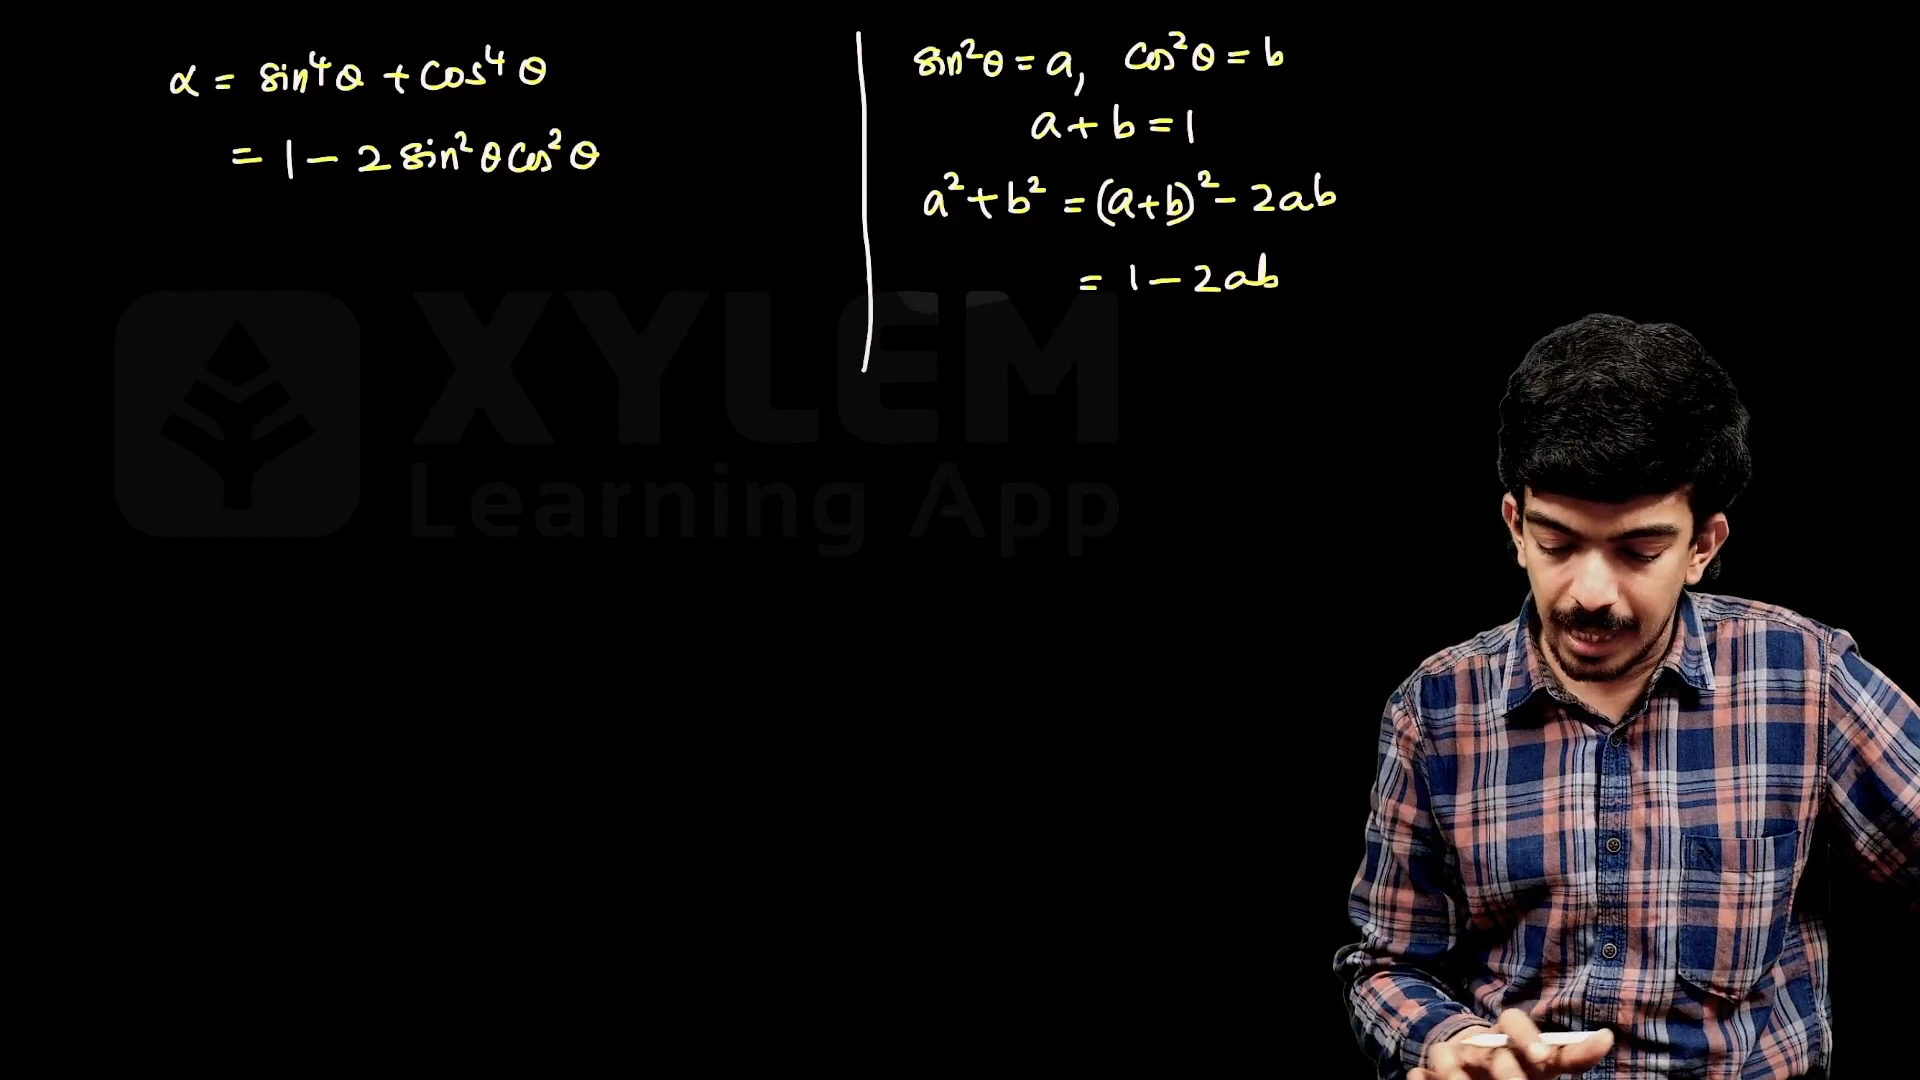 α = sin⁴θ + cos⁴θ
= 1 - 2 sin²θ cos²θ
sin²θ = a, cos²θ = b
a + b = 1
a² + b² = (a+b)² - 2ab
= 1 - 2ab
XYLEM
Learning App